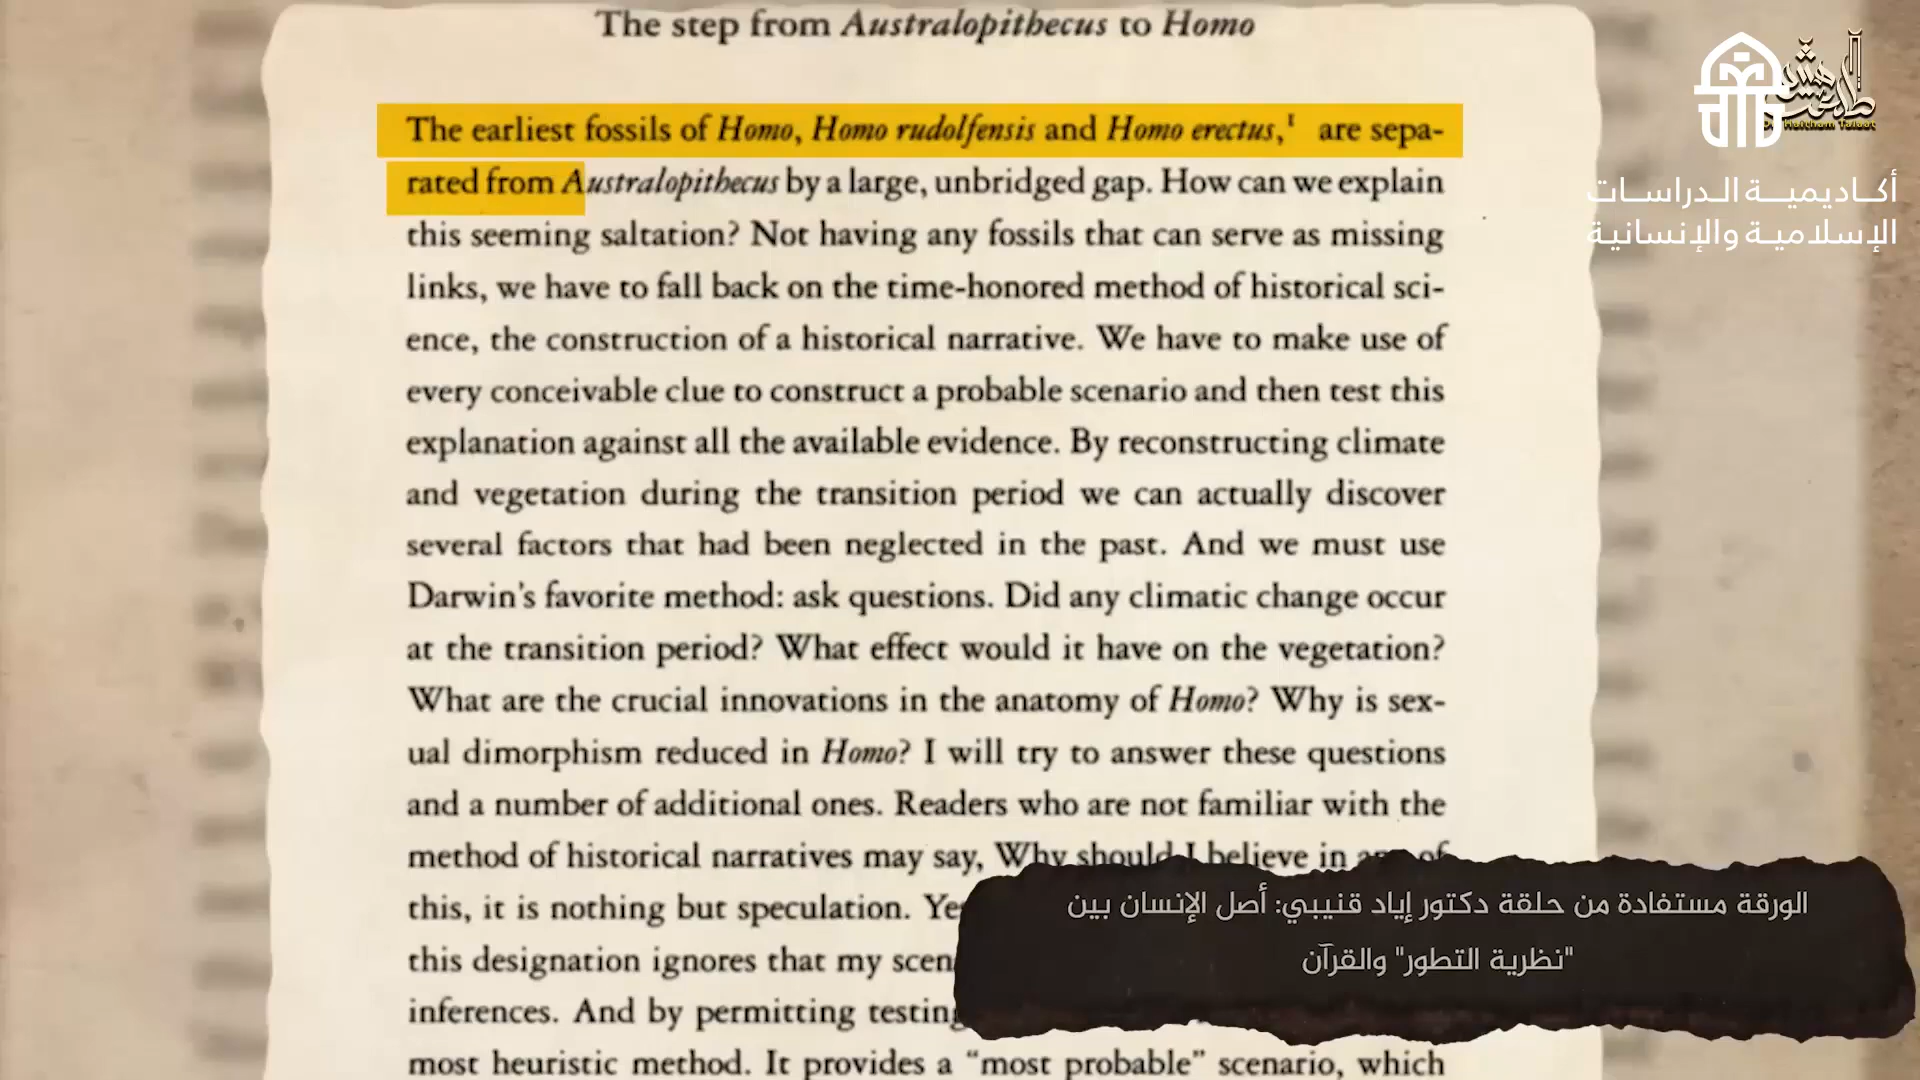 The step from Australopithecus to Homo
The earliest fossils of Homo, Homo rudolfensis and Homo erectus,¹ are sepa-
rated from Australopithecus by a large, unbridged gap. How can we explain
this seeming saltation? Not having any fossils that can serve as missing
links, we have to fall back on the time-honored method of historical sci-
ence, the construction of a historical narrative. We have to make use of
every conceivable clue to construct a probable scenario and then test this
explanation against all the available evidence. By reconstructing climate
and vegetation during the transition period we can actually discover
several factors that had been neglected in the past. And we must use
Darwin's favorite method: ask questions. Did any climatic change occur
at the transition period? What effect would it have on the vegetation?
What are the crucial innovations in the anatomy of Homo? Why is sex-
ual dimorphism reduced in Homo? I will try to answer these questions
and a number of additional ones. Readers who are not familiar with the
method of historical narratives may say, Why should I believe in any of
this, it is nothing but speculation.
this designation ignores that my
inferences. And by permitting testing
most heuristic method. It provides a “most probable” scenario, which
Haitham Talaat
أكاديمية الدراسات
الإسلامية والإنسانية
الورقة مستفادة من حلقة دكتور إياد قنيبي: أصل الإنسان بين
"نظرية التطور" والقرآن